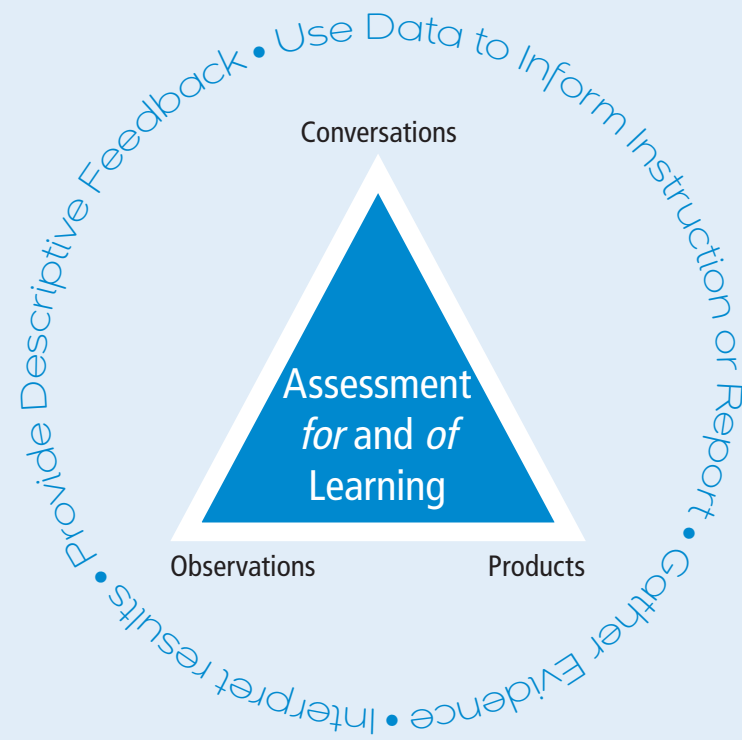 Use Data to Inform Instruction or Report • Gather Evidence • Interpret results • Provide Descriptive Feedback •
Conversations
Assessment
for and of
Learning
Observations
Products